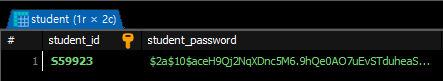 student (1r × 2c)
# student_id student_password
1 S59923 $2a$10$aceH9Qj2NqXDnc5M6.9hQe0AO7uEvSTduheaS...